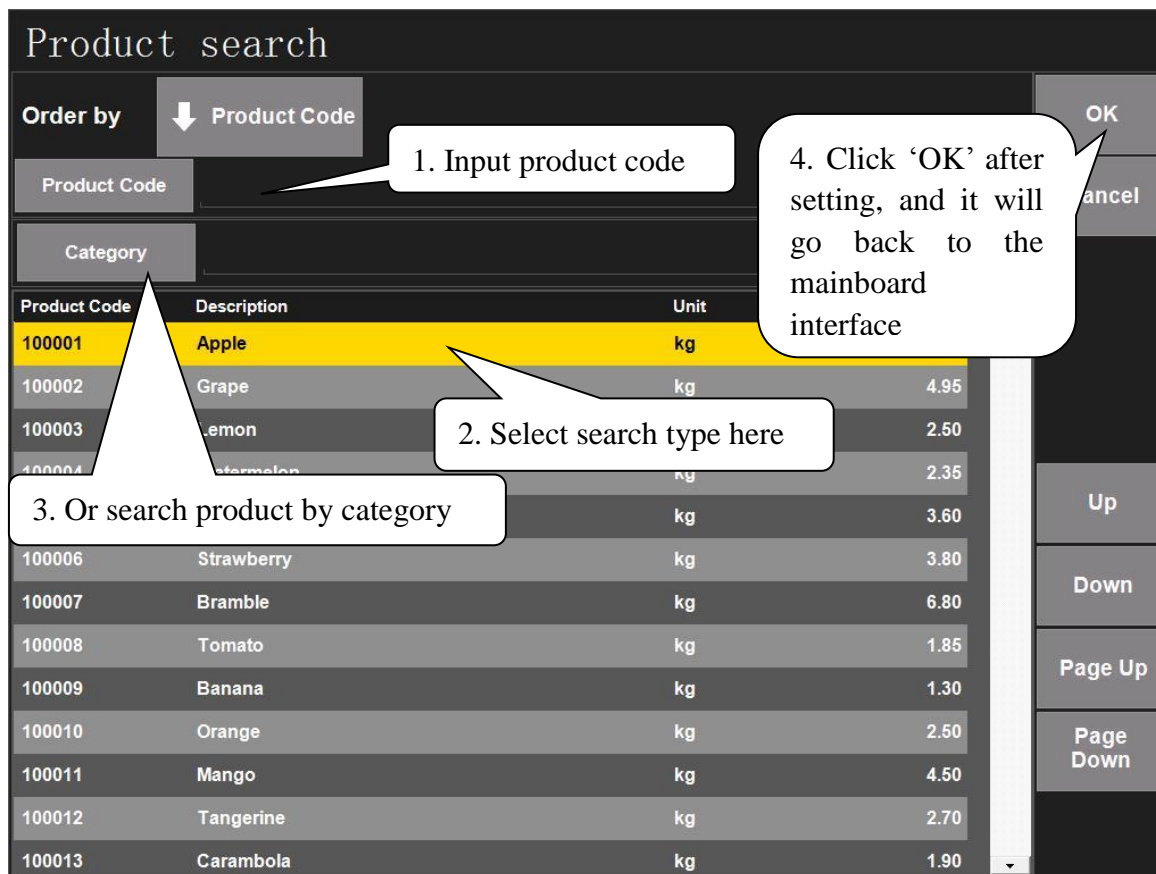 Product search
Order by Product Code OK
1. Input product code
4. Click ‘OK’ after
setting, and it will
go back to the
mainboard
interface
Product Code
ancel
Category
Product Code Description Unit
100001 Apple kg
100002 Grape kg 4.95
100003 Lemon 2.50
2. Select search type here
100004 Watermelon kg 2.35
3. Or search product by category
kg 3.60
Up
100006 Strawberry kg 3.80
Down
100007 Bramble kg 6.80
100008 Tomato kg 1.85
Page Up
100009 Banana kg 1.30
100010 Orange kg 2.50
Page
Down
100011 Mango kg 4.50
100012 Tangerine kg 2.70
100013 Carambola kg 1.90